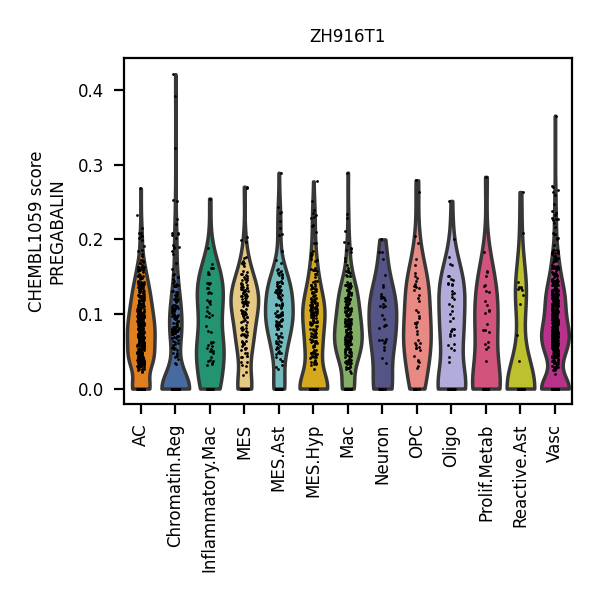 ZH916T1
CHEMBL1059 score
PREGABALIN
0.4
0.3
0.2
0.1
0.0
AC
Chromatin.Reg
Inflammatory.Mac
MES
MES.Ast
MES.Hyp
Mac
Neuron
OPC
Oligo
Prolif.Metab
Reactive.Ast
Vasc